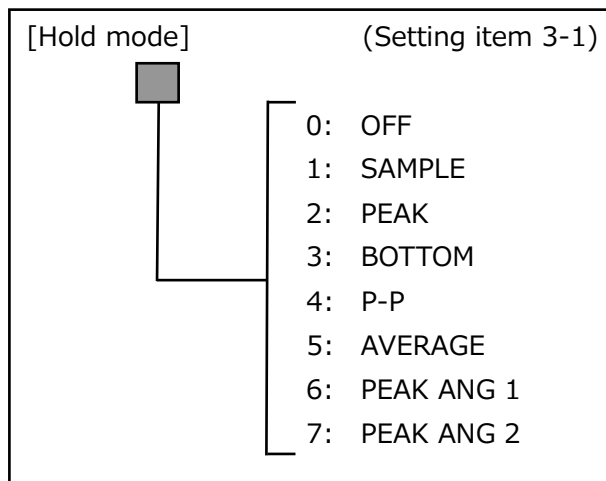 [Hold mode] (Setting item 3-1)
0: OFF
1: SAMPLE
2: PEAK
3: BOTTOM
4: P-P
5: AVERAGE
6: PEAK ANG 1
7: PEAK ANG 2